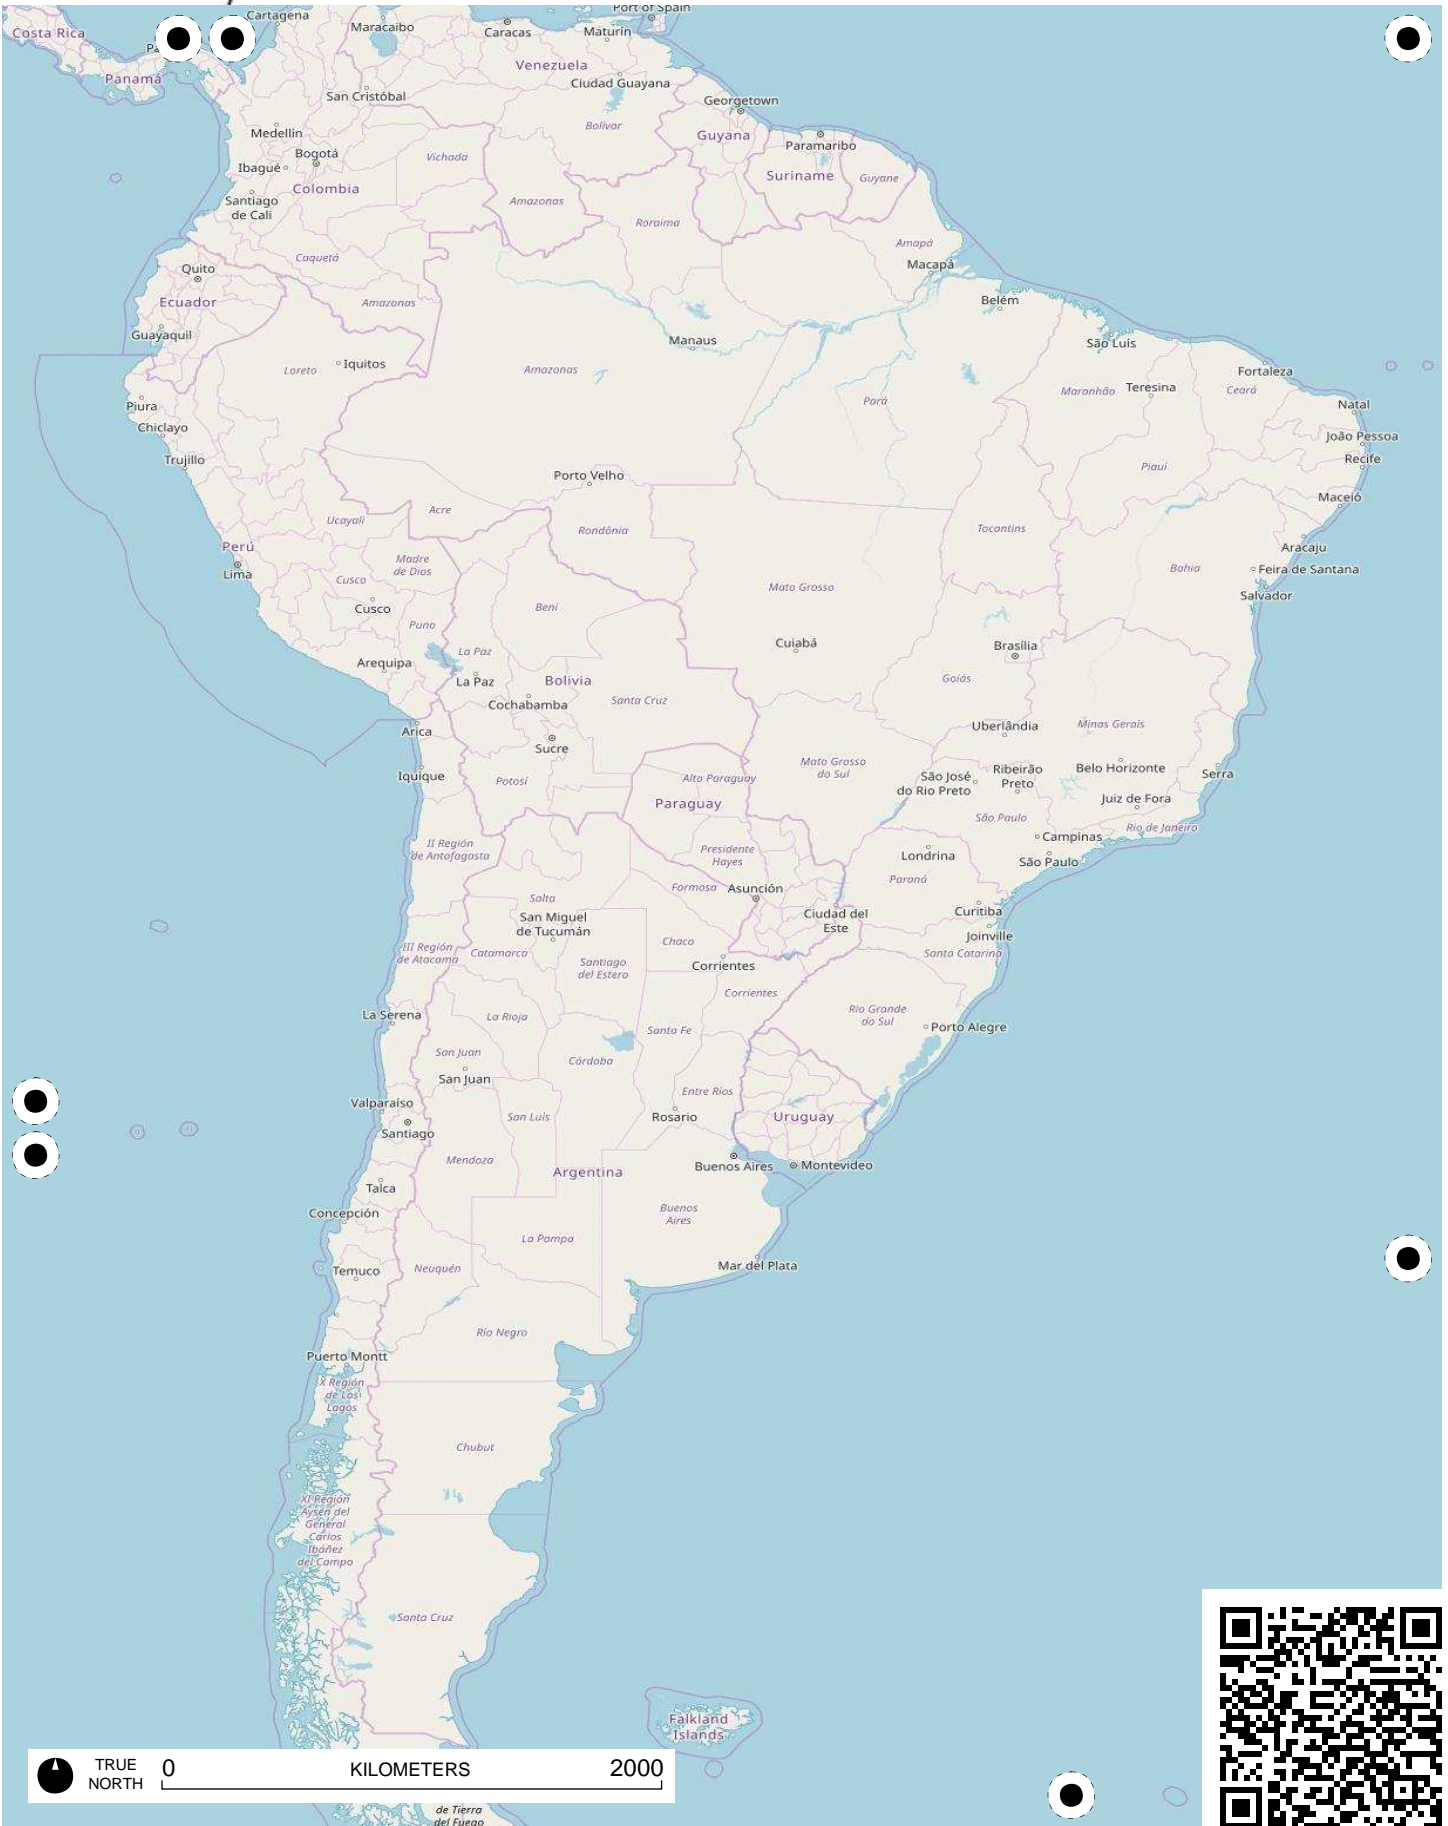 Port of Spain
Cartagena
Maracaibo
Caracas
Maturín
Costa Rica
Panamá
Venezuela
Ciudad Guayana
San Cristóbal
Georgetown
Medellín
Bolívar
Guyana
Paramaribo
Bogotá
Vichada
Ibagué
Colombia
Suriname
Guyane
Santiago
de Cali
Amazonas
Roraima
Caquetá
Amapá
Macapá
Quito
Ecuador
Amazonas
Belém
Guayaquil
Manaus
São Luís
Iquitos
Loreto
Amazonas
Fortaleza
Maranhão
Teresina
Ceará
Pará
Piura
Natal
Chiclayo
João Pessoa
Trujillo
Recife
Piauí
Porto Velho
Maceió
Acre
Ucayali
Rondônia
Tocantins
Perú
Aracaju
Madre
de Dios
Lima
Cusco
Bahia
Feira de Santana
Mato Grosso
Salvador
Cusco
Beni
Puno
Cuiabá
Brasília
La Paz
Arequipa
La Paz
Bolivia
Goiás
Santa Cruz
Cochabamba
Uberlândia
Minas Gerais
Arica
Sucre
Iquique
Potosí
Alto Paraguay
Mato Grosso
do Sul
São José
do Rio Preto
Ribeirão
Preto
Belo Horizonte
Serra
Paraguay
Juiz de Fora
São Paulo
Rio de Janeiro
Campinas
II Región
de Antofagasta
Presidente
Hayes
Londrina
São Paulo
Paraná
Formosa
Asunción
Salta
San Miguel
de Tucumán
Ciudad del
Este
Curitiba
Joinville
III Región
de Atacama
Catamarca
Chaco
Santa Catarina
Santiago
del Estero
Corrientes
Corrientes
La Serena
La Rioja
Rio Grande
do Sul
Santa Fe
Porto Alegre
San Juan
Córdoba
San Juan
Entre Ríos
Valparaíso
San Luis
Rosario
Uruguay
Santiago
Mendoza
Argentina
Buenos Aires
Montevideo
Talca
Concepción
Buenos
Aires
La Pampa
Temuco
Neuquén
Mar del Plata
Río Negro
Puerto Montt
X Región
de Los
Lagos
Chubut
XI Región
Aysén del
General
Carlos
Ibáñez
del Campo
Santa Cruz
Falkland
Islands
TRUE
NORTH
0 KILOMETERS 2000
de Tierra
del Fuego